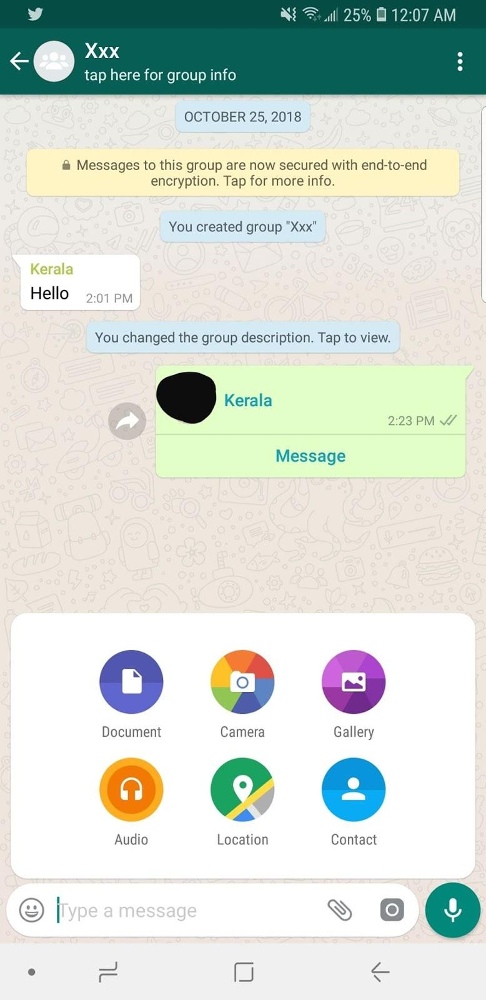 25% 12:07 AM
Xxx
tap here for group info
OCTOBER 25, 2018
Messages to this group are now secured with end-to-end
encryption. Tap for more info.
You created group "Xxx"
Kerala
Hello 2:01 PM
You changed the group description. Tap to view.
Kerala
2:23 PM
Message
Document Camera Gallery
Audio Location Contact
Type a message